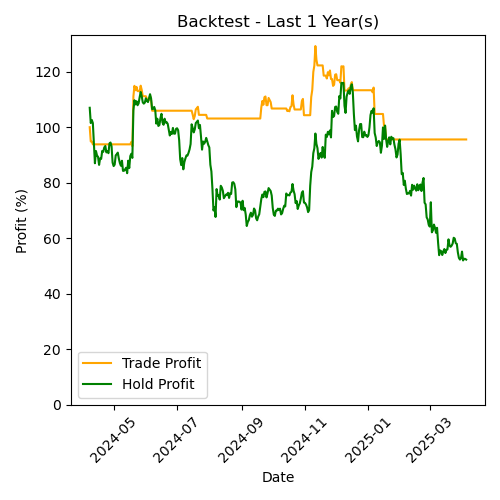 Backtest - Last 1 Year(s)
Profit (%)
120
100
80
60
40
20
0
Trade Profit
Hold Profit
2024-05
2024-07
2024-09
2024-11
2025-01
2025-03
Date